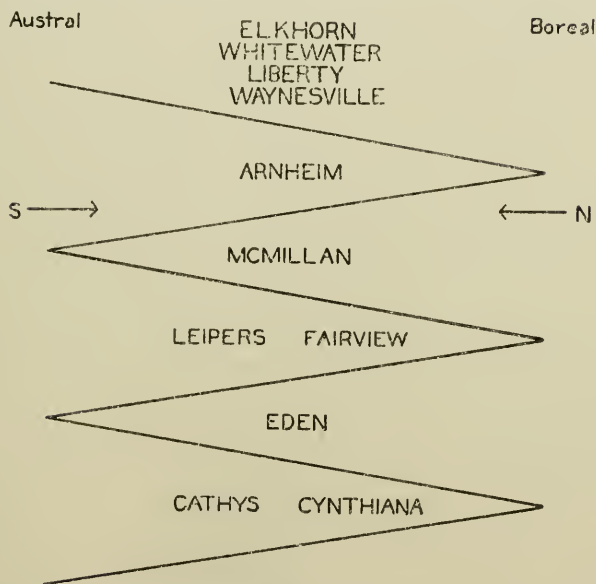 Austral
Boreal
ELKHORN
WHITEWATER
LIBERTY
WAYNESVILLE
ARNHEIM
S
N
MCMILLAN
LEIPERS FAIRVIEW
EDEN
CATHYS CYNTHIANA